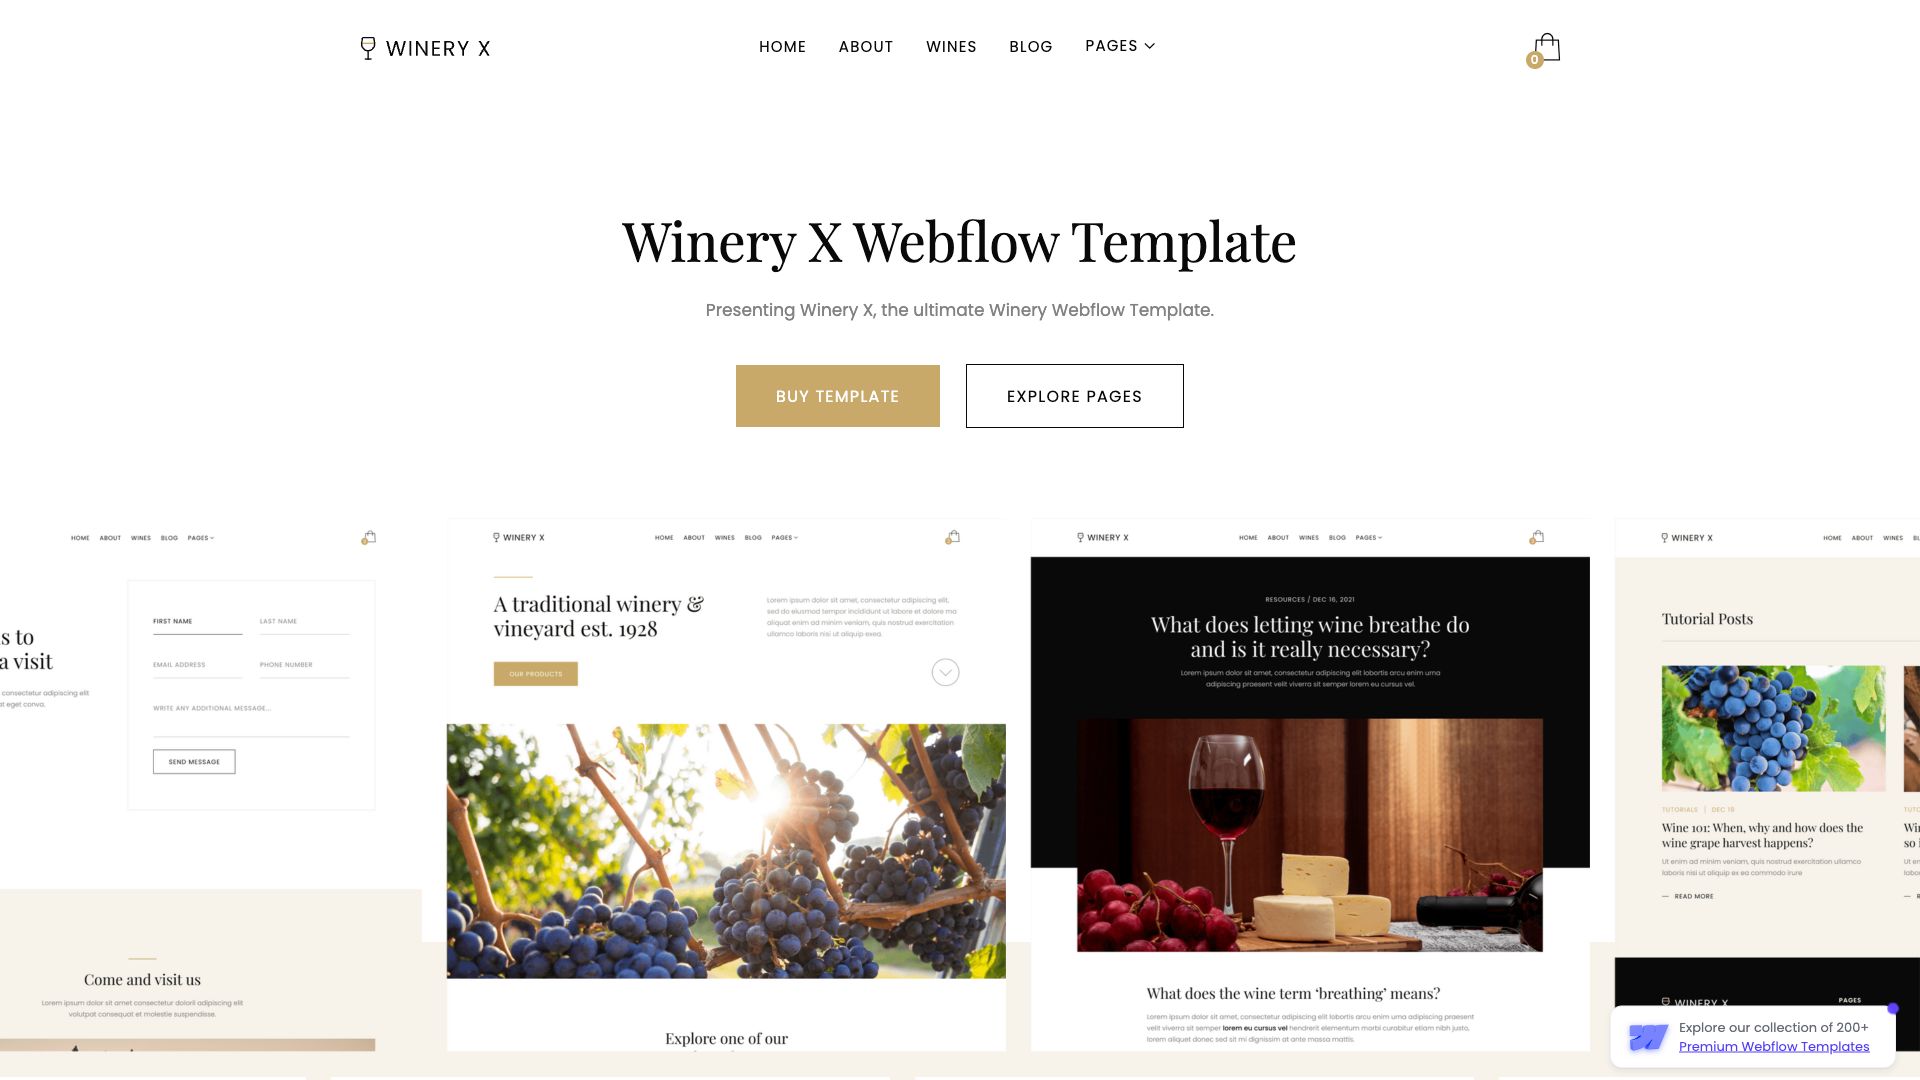 WINERY X
HOME ABOUT WINES BLOG PAGES
0
Winery X Webflow Template
Presenting Winery X, the ultimate Winery Webflow Template.
BUY TEMPLATE
EXPLORE PAGES
HOME ABOUT WINES BLOG PAGES
s to
a visit
consectetur adipiscing elit
at eget conva.
FIRST NAME
LAST NAME
EMAIL ADDRESS
PHONE NUMBER
WRITE ANY ADDITIONAL MESSAGE...
SEND MESSAGE
Come and visit us
Lorem ipsum dolor sit amet consectetur dolorli adipiscing elit
volutpat consequat et molestie suspendisse.
WINERY X
HOME ABOUT WINES BLOG PAGES
A traditional winery &
vineyard est. 1928
Lorem ipsum dolor sit amet, consectetur adipiscing elit,
sed do eiusmod tempor incididunt ut labore et dolore ma
aliquat enim ad minim veniam, quis nostrud exercitation
ullamco laboris nisi ut aliquip exea.
OUR PRODUCTS
Explore one of our
WINERY X
HOME ABOUT WINES BLOG PAGES
RESOURCES / DEC 16, 2021
What does letting wine breathe do
and is it really necessary?
Lorem ipsum dolor sit amet, consectetur adipiscing elit lobortis arcu enim urna
adipiscing praesent velit viverra sit semper lorem eu cursus vel.
What does the wine term ‘breathing’ means?
Lorem ipsum dolor sit amet, consectetur adipiscing elit lobortis arcu enim urna adipiscing praesent
velit viverra sit semper lorem eu cursus vel hendrerit elementum morbi curabitur etiam nibh justo,
lorem aliquet donec sed sit mi dignissim at ante massa mattis.
WINERY X
HOME ABOUT WINES
Tutorial Posts
TUTORIALS | DEC 18
Wine 101: When, why and how does the
wine grape harvest happens?
Ut enim ad minim veniam, quis nostrud exercitation ullamco
laboris nisi ut aliquip ex ea commodo irure
READ MORE
WINERY X
PAGES
Explore our collection of 200+
Premium Webflow Templates